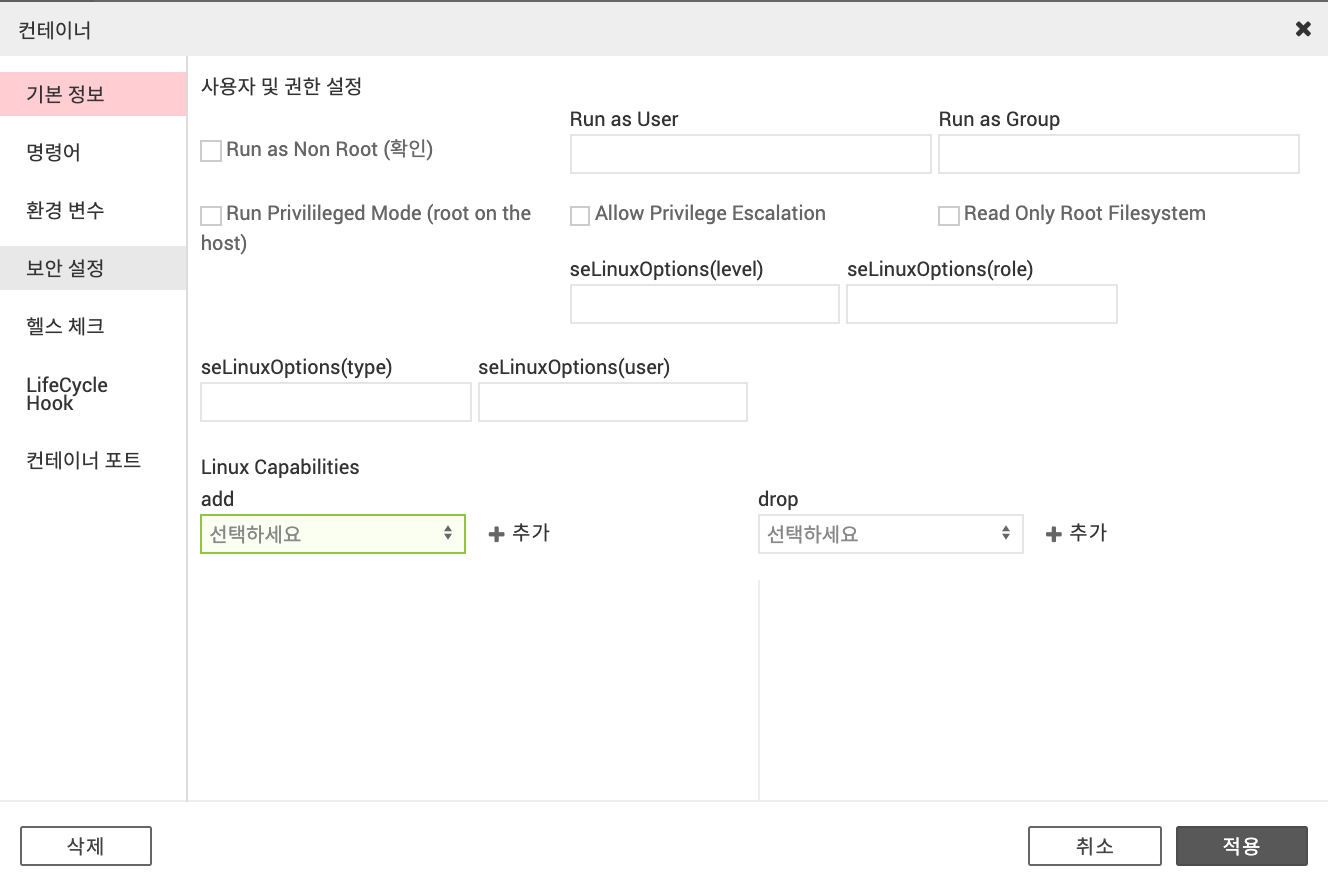 컨테이너
기본 정보
명령어
환경 변수
보안 설정
헬스 체크
LifeCycle
Hook
컨테이너 포트
사용자 및 권한 설정
Run as Non Root (확인)
Run as User
Run as Group
Run Privilileged Mode (root on the
host)
Allow Privilege Escalation
Read Only Root Filesystem
seLinuxOptions(level)
seLinuxOptions(role)
seLinuxOptions(type)
seLinuxOptions(user)
Linux Capabilities
add
선택하세요
추가
drop
선택하세요
추가
삭제
취소
적용